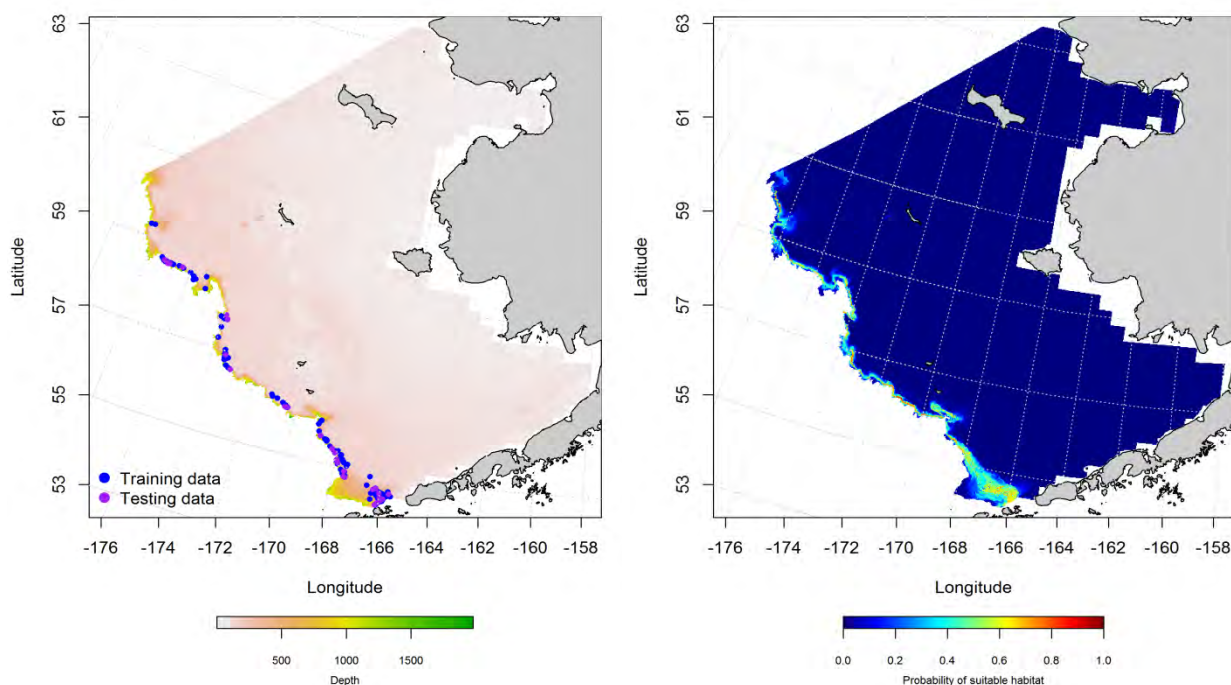 63
61
59
57
55
53
Latitude
Training data
Testing data
-176 -174 -172 -170 -168 -166 -164 -162 -160 -158
Longitude
500 1000 1500
Depth
63
61
59
57
55
53
Latitude
-176 -174 -172 -170 -168 -166 -164 -162 -160 -158
Longitude
0.0 0.2 0.4 0.6 0.8 1.0
Probability of suitable habitat